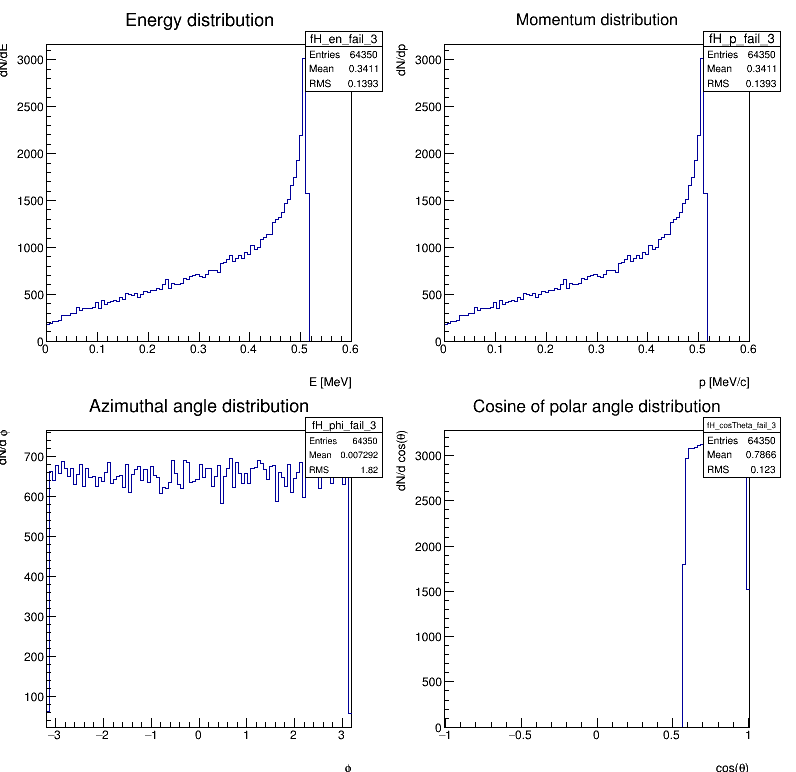 Energy distribution
dN/dE
fH_en_fail_3
Entries 64350
Mean 0.3411
RMS 0.1393
3000
2500
2000
1500
1000
500
0
0 0.1 0.2 0.3 0.4 0.5 0.6
E [MeV]
Momentum distribution
dN/dp
fH_p_fail_3
Entries 64350
Mean 0.3411
RMS 0.1393
3000
2500
2000
1500
1000
500
0
0 0.1 0.2 0.3 0.4 0.5 0.6
p [MeV/c]
Azimuthal angle distribution
dN/d ϕ
fH_phi_fail_3
Entries 64350
Mean 0.007292
RMS 1.82
700
600
500
400
300
200
100
−3 −2 −1 0 1 2 3
ϕ
Cosine of polar angle distribution
dN/d cos(θ)
fH_cosTheta_fail_3
Entries 64350
Mean 0.7866
RMS 0.123
3000
2500
2000
1500
1000
500
0
−1 −0.5 0 0.5 1
cos(θ)